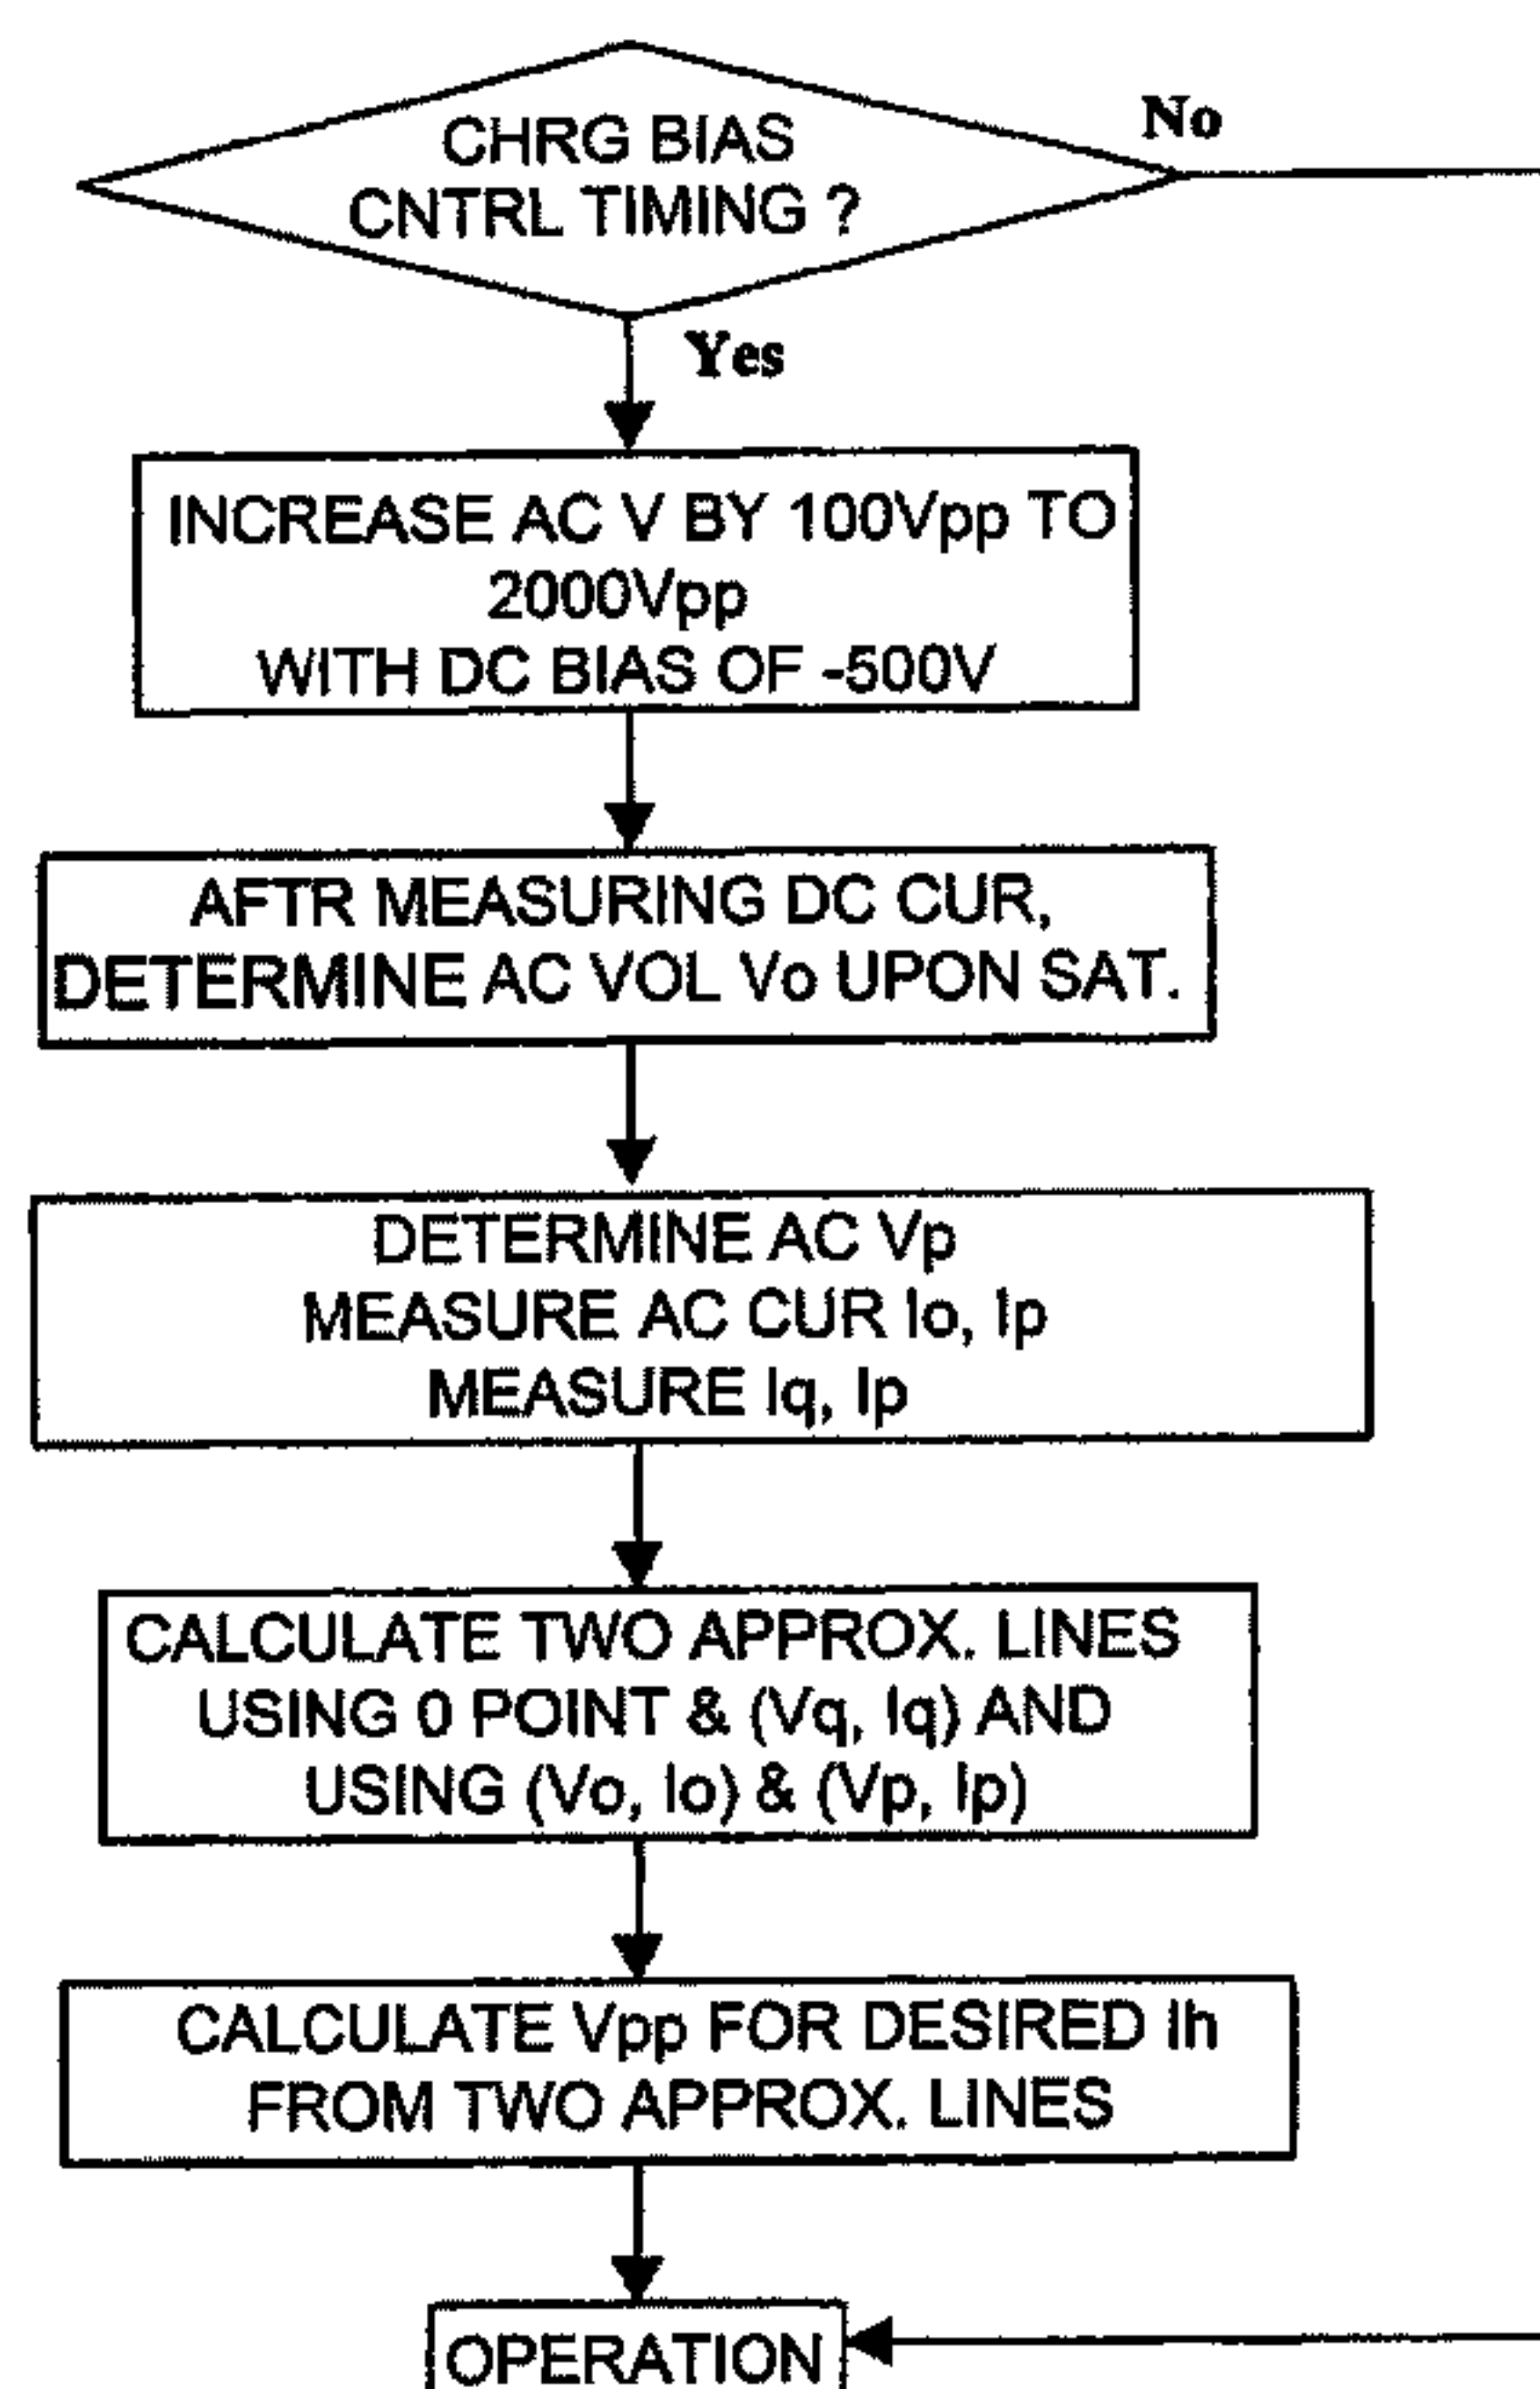 CHRG BIAS
CNTRL TIMING ?
No
Yes
INCREASE AC V BY 100Vpp TO
2000Vpp
WITH DC BIAS OF -500V
AFTR MEASURING DC CUR,
DETERMINE AC VOL Vo UPON SAT.
DETERMINE AC Vp
MEASURE AC CUR Io, Ip
MEASURE Iq, Ip
CALCULATE TWO APPROX. LINES
USING 0 POINT & (Vq, Iq) AND
USING (Vo, Io) & (Vp, Ip)
CALCULATE Vpp FOR DESIRED Ih
FROM TWO APPROX. LINES
OPERATION